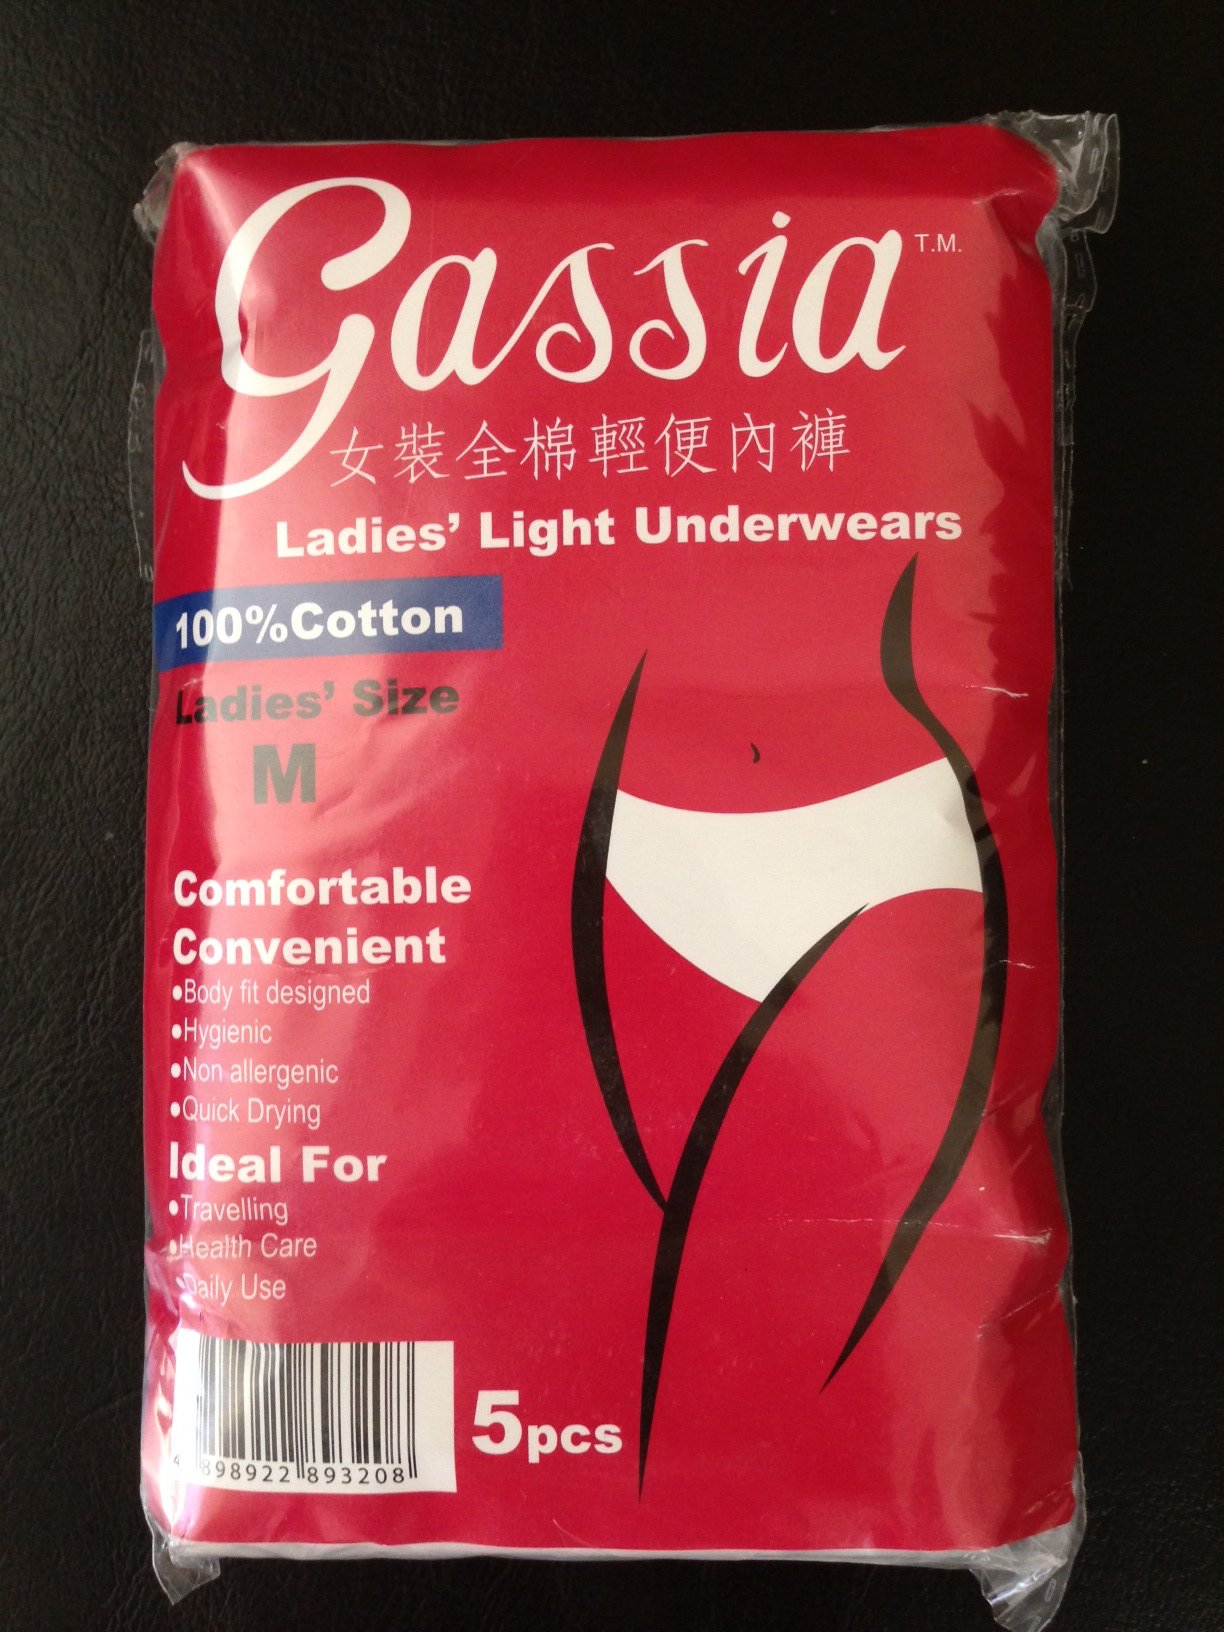 Gassia T.M.
女裝全棉輕便內褲
Ladies' Light Underwears
100%Cotton
Ladies' Size
M
Comfortable
Convenient
•Body fit designed
•Hygienic
•Non allergenic
•Quick Drying
Ideal For
•Travelling
•Health Care
•Daily Use
5pcs
4 898922 893208